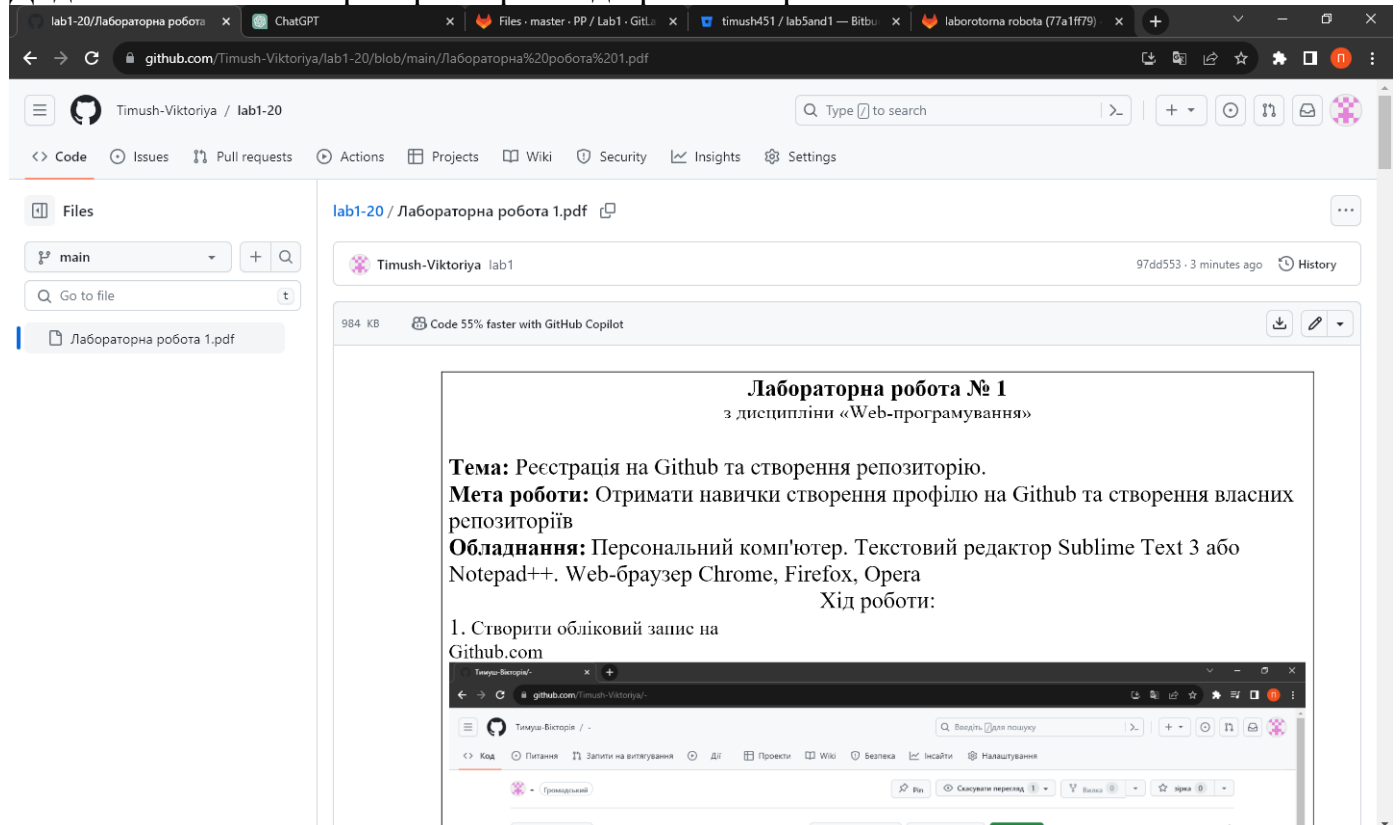 lab1-20/Лабораторна робота
ChatGPT
Files · master · PP / Lab1 · GitLa
timush451 / lab5and1 — Bitbu
laborotorna robota (77a1ff79)
github.com/Timush-Viktoriya/lab1-20/blob/main/Лабораторна%20робота%201.pdf
П
Timush-Viktoriya / lab1-20
Type / to search
Code Issues Pull requests Actions Projects Wiki Security Insights Settings
Files
main
Go to file t
Лабораторна робота 1.pdf
lab1-20 / Лабораторна робота 1.pdf
Timush-Viktoriya lab1
97dd553 · 3 minutes ago History
984 KB Code 55% faster with GitHub Copilot
Лабораторна робота № 1
з дисципліни «Web-програмування»
Тема: Реєстрація на Github та створення репозиторію.
Мета роботи: Отримати навички створення профілю на Github та створення власних
репозиторіїв
Обладнання: Персональний комп'ютер. Текстовий редактор Sublime Text 3 або
Notepad++. Web-браузер Chrome, Firefox, Opera
Хід роботи:
1. Створити обліковий запис на
Github.com
Тимуш-Вікторія/-
github.com/Timush-Viktoriya/-
Тимуш-Вікторія / -
Введіть / для пошуку
Код Питання Запити на витягування Дії Проекти Wiki Безпека Інсайти Налаштування
- Громадський
Pin Скасувати перегляд 1 Вилка 0 зірка 0